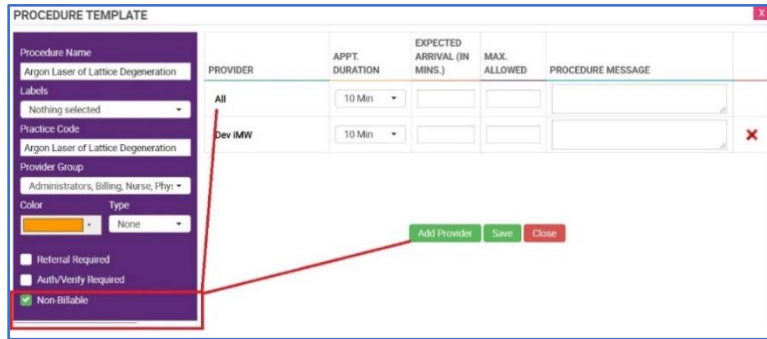 PROCEDURE TEMPLATE
X
Procedure Name
Argon Laser of Lattice Degeneration
Labels
Nothing selected
Practice Code
Argon Laser of Lattice Degeneration
Provider Group
Administrators, Billing, Nurse, Phy
Color Type
None
Referral Required
Auth/Verify Required
Non-Billable
PROVIDER APPT. DURATION EXPECTED ARRIVAL (IN MINS.) MAX. ALLOWED PROCEDURE MESSAGE
All 10 Min
Dev iMW 10 Min
Add Provider Save Close